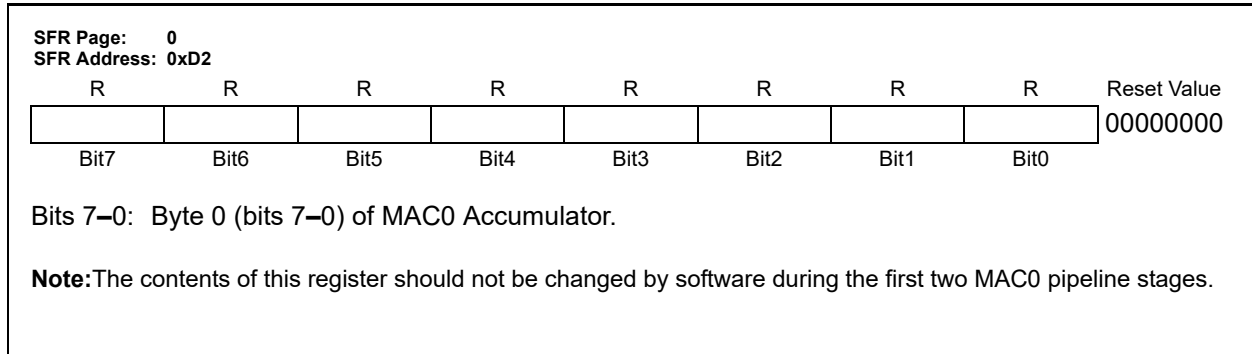 SFR Page: 0
SFR Address: 0xD2
R R R R R R R R Reset Value
00000000
Bit7 Bit6 Bit5 Bit4 Bit3 Bit2 Bit1 Bit0
Bits 7–0: Byte 0 (bits 7–0) of MAC0 Accumulator.
Note:The contents of this register should not be changed by software during the first two MAC0 pipeline stages.